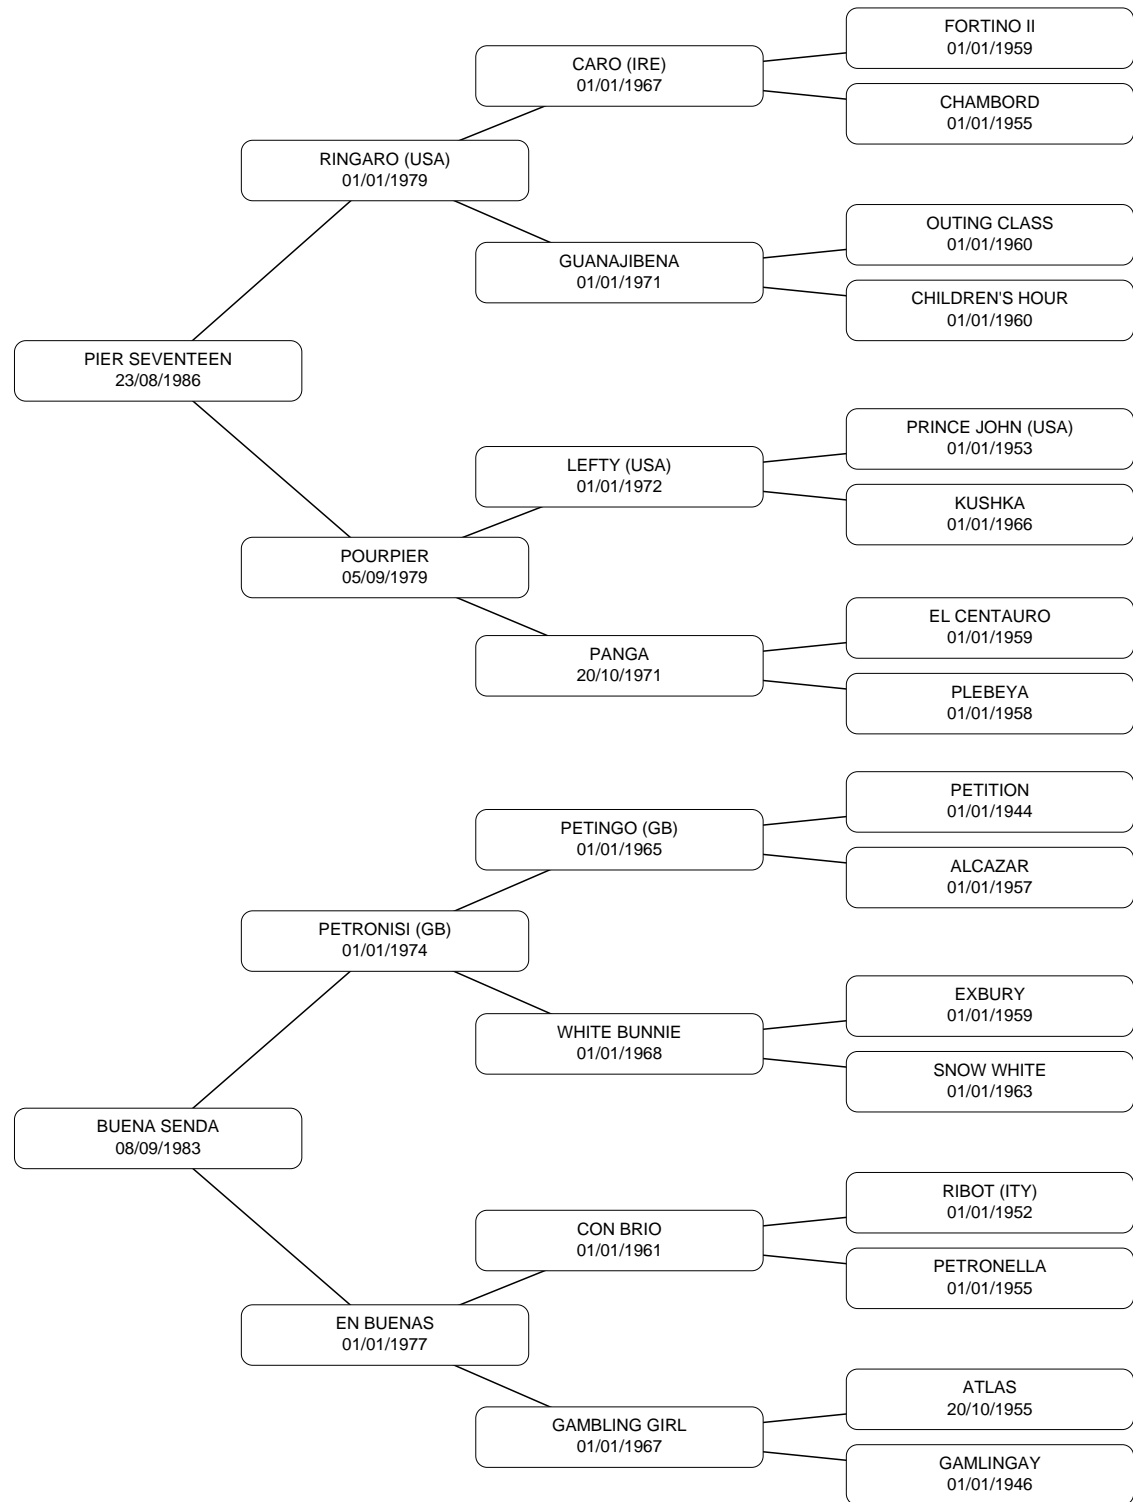 FORTINO II
01/01/1959
CARO (IRE)
01/01/1967
CHAMBORD
01/01/1955
RINGARO (USA)
01/01/1979
OUTING CLASS
01/01/1960
GUANAJIBENA
01/01/1971
CHILDREN'S HOUR
01/01/1960
PIER SEVENTEEN
23/08/1986
PRINCE JOHN (USA)
01/01/1953
LEFTY (USA)
01/01/1972
KUSHKA
01/01/1966
POURPIER
05/09/1979
EL CENTAURO
01/01/1959
PANGA
20/10/1971
PLEBEYA
01/01/1958
PETITION
01/01/1944
PETINGO (GB)
01/01/1965
ALCAZAR
01/01/1957
PETRONISI (GB)
01/01/1974
EXBURY
01/01/1959
WHITE BUNNIE
01/01/1968
SNOW WHITE
01/01/1963
BUENA SENDA
08/09/1983
RIBOT (ITY)
01/01/1952
CON BRIO
01/01/1961
PETRONELLA
01/01/1955
EN BUENAS
01/01/1977
ATLAS
20/10/1955
GAMBLING GIRL
01/01/1967
GAMLINGAY
01/01/1946